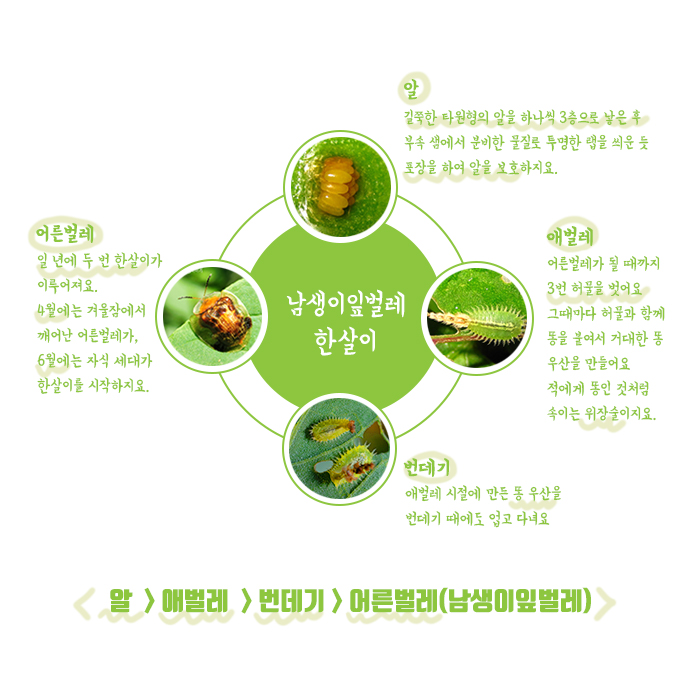 알
길쭉한 타원형의 알을 하나씩 3층으로 낳은 후
부속 샘에서 분비한 물질로 투명한 랩을 씌운 듯
포장을 하여 알을 보호하지요.
어른벌레
일 년에 두 번 한살이가
이루어져요.
4월에는 겨울잠에서
깨어난 어른벌레가,
6월에는 자식 세대가
한살이를 시작하지요.
남생이잎벌레
한살이
애벌레
어른벌레가 될 때까지
3번 허물을 벗어요
그때마다 허물과 함께
똥을 붙여서 거대한 똥
우산을 만들어요
적에게 똥인 것처럼
속이는 위장술이지요.
번데기
애벌레 시절에 만든 똥 우산을
번데기 때에도 업고 다녀요
< 알 > 애벌레 > 번데기 > 어른벌레(남생이잎벌레) >